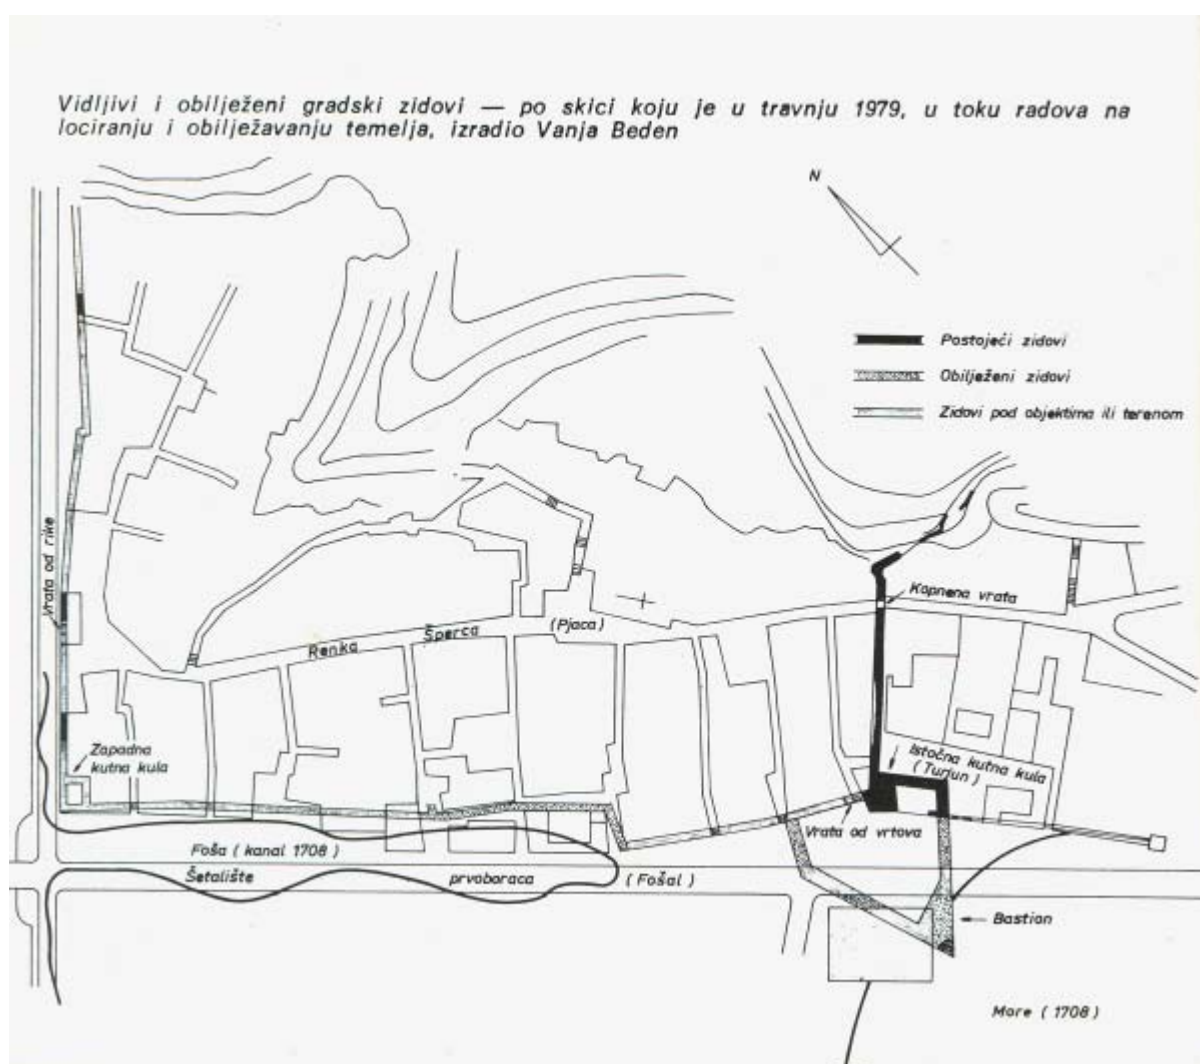 Vidljivi i obilježeni gradski zidovi — po skici koju je u travnju 1979, u toku radova na
lociranju i obilježavanju temelja, izradio Vanja Beden
N
Postojeći zidovi
Obilježeni zidovi
Zidovi pod objektima ili terenom
Vrata od rike
Kopnena vrata
(Pjaca)
Renka Šperca
Zapadna
kutna kula
Istočna kutna kula
(Turjun)
Vrata od vrtova
Foša ( kanal 1708 )
Šetalište prvoboraca ( Fošal )
Bastion
More ( 1708 )